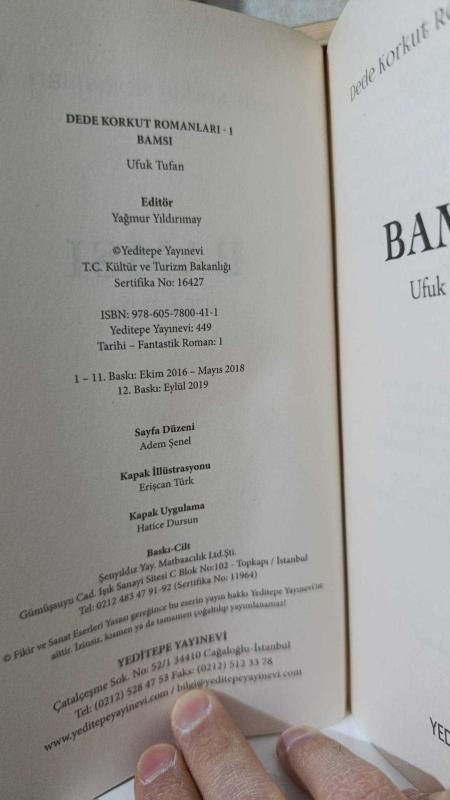 DEDE KORKUT ROMANLARI - 1
BAMSI
Ufuk Tufan
Editör
Yağmur Yıldırımay
©Yeditepe Yayınevi
T.C. Kültür ve Turizm Bakanlığı
Sertifika No: 16427
ISBN: 978-605-7800-41-1
Yeditepe Yayınevi: 449
Tarihi – Fantastik Roman: 1
1 – 11. Baskı: Ekim 2016 – Mayıs 2018
12. Baskı: Eylül 2019
Sayfa Düzeni
Adem Şenel
Kapak İllüstrasyonu
Erişcan Türk
Kapak Uygulama
Hatice Dursun
Baskı-Cilt
Şenyıldız Yay. Matbaacılık Ltd.Şti.
Gümüşsuyu Cad. Işık Sanayi Sitesi C Blok No:102 - Topkapı / İstanbul
Tel: 0212 483 47 91-92 (Sertifika No: 11964)
© Fikir ve Sanat Eserleri Yasası gereğince bu eserin yayın hakkı Yeditepe Yayınevi'ne
aittir. İzinsiz, kısmen ya da tamamen çoğaltılıp yayımlanamaz!
YEDİTEPE YAYINEVİ
Çatalçeşme Sok. No: 52/1 34410 Cağaloğlu-İstanbul
Tel: (0212) 528 47 53 Faks: (0212) 512 33 78
www.yeditepeyayinevi.com / bilgi@yeditepeyayinevi.com
Dede Korkut Ro
BAM
Ufuk
YED